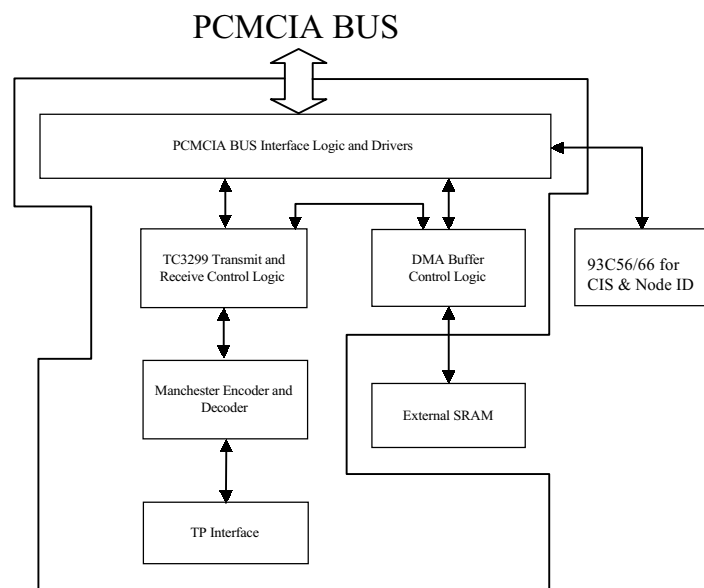 PCMCIA BUS
PCMCIA BUS Interface Logic and Drivers
TC3299 Transmit and
Receive Control Logic
DMA Buffer
Control Logic
93C56/66 for
CIS & Node ID
Manchester Encoder and
Decoder
External SRAM
TP Interface